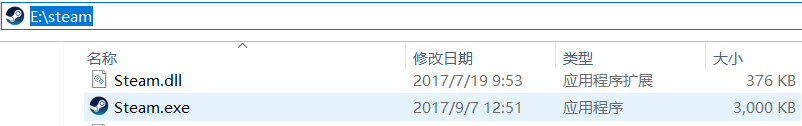 E:\steam
名称 修改日期 类型 大小
Steam.dll 2017/7/19 9:53 应用程序扩展 376 KB
Steam.exe 2017/9/7 12:51 应用程序 3,000 KB